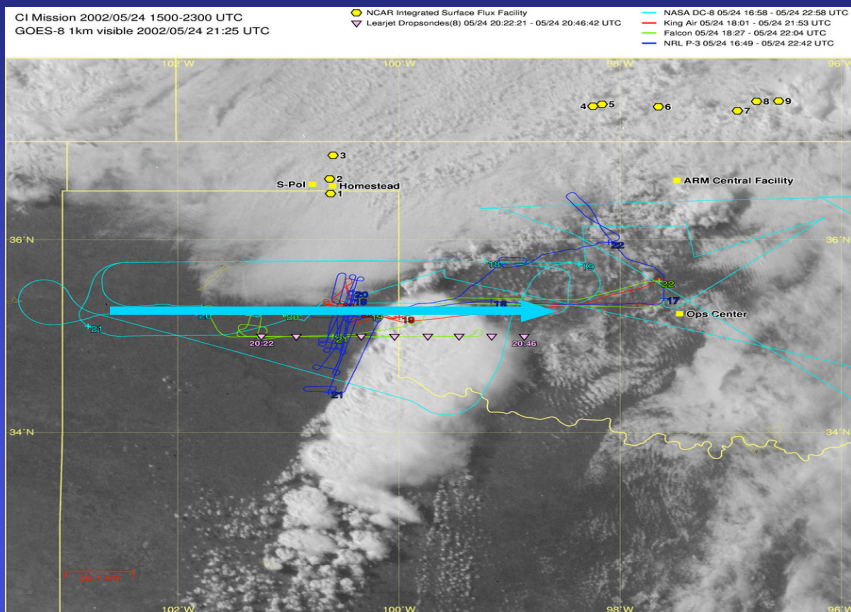 CI Mission 2002/05/24 1500-2300 UTC
GOES-8 1km visible 2002/05/24 21:25 UTC
NCAR Integrated Surface Flux Facility
Learjet Dropsondes(8) 05/24 20:22:21 - 05/24 20:46:42 UTC
NASA DC-8 05/24 16:58 - 05/24 22:58 UTC
King Air 05/24 18:01 - 05/24 21:53 UTC
Falcon 05/24 18:27 - 05/24 22:04 UTC
NRL P-3 05/24 16:49 - 05/24 22:42 UTC
102°W
100°W
98°W
96°W
4 5 6 7 8 9
3
2
S-Pol Homestead
1
ARM Central Facility
36°N
36°N
22
19
22
20
18
17
20
19
19
21
Ops Center
21
20:22
20:46
21
34°N
34°N
102°W
100°W
98°W
96°W